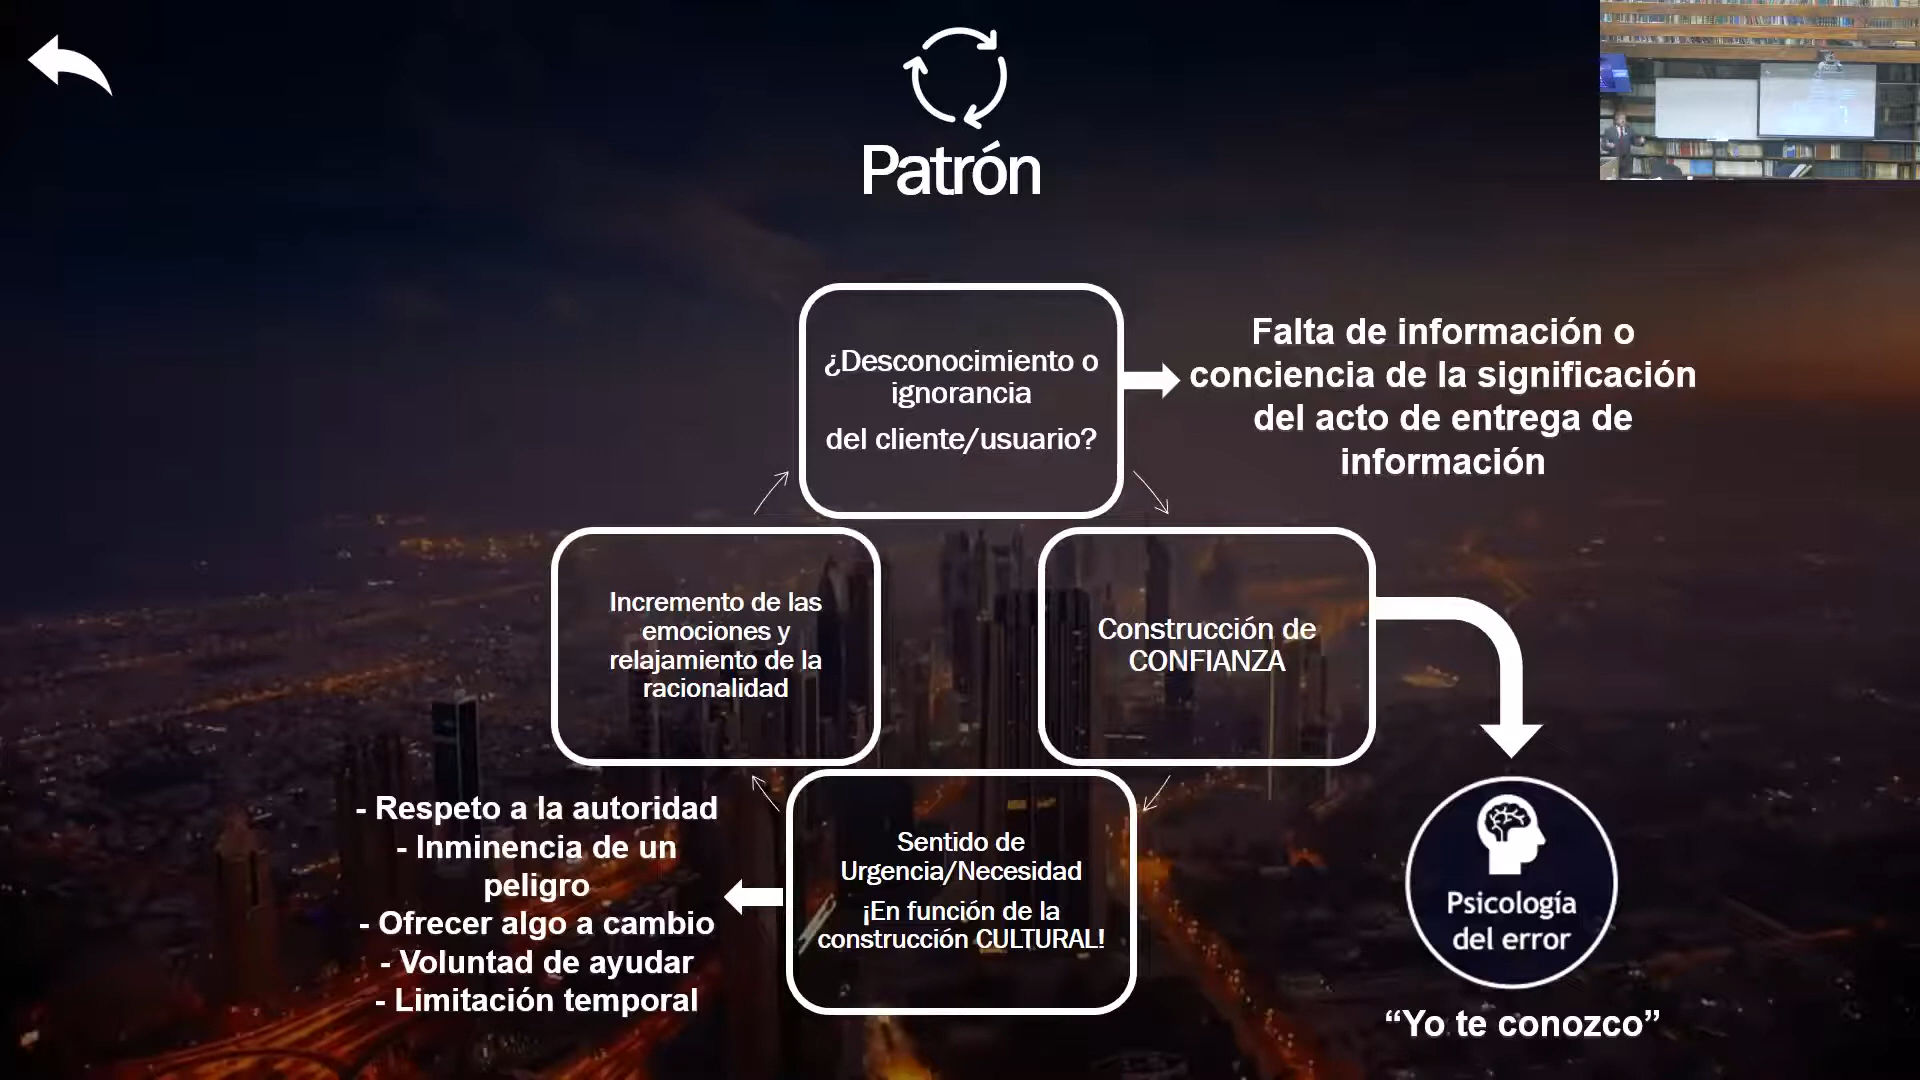 Patrón
¿Desconocimiento o
ignorancia
del cliente/usuario?
Falta de información o
conciencia de la significación
del acto de entrega de
información
Incremento de las
emociones y
relajamiento de la
racionalidad
Construcción de
CONFIANZA
- Respeto a la autoridad
- Inminencia de un
peligro
- Ofrecer algo a cambio
- Voluntad de ayudar
- Limitación temporal
Sentido de
Urgencia/Necesidad
¡En función de la
construcción CULTURAL!
Psicología
del error
“Yo te conozco”